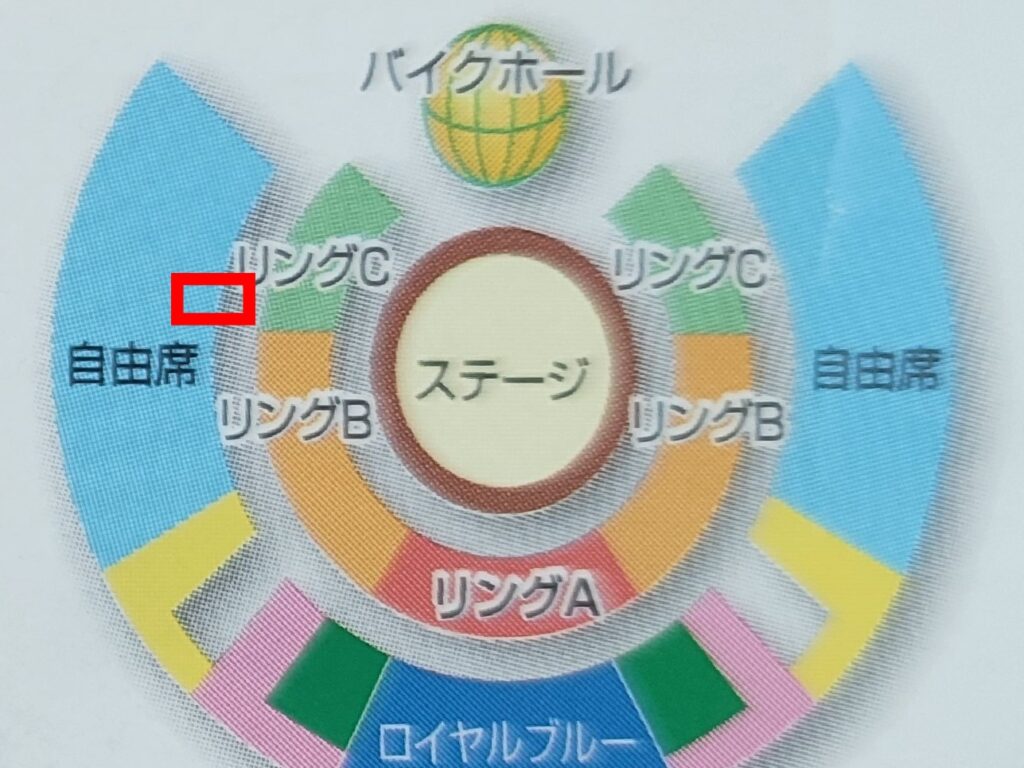 バイクホール
リングC
リングC
自由席
ステージ
自由席
リングB
リングB
リングA
ロイヤルブルー